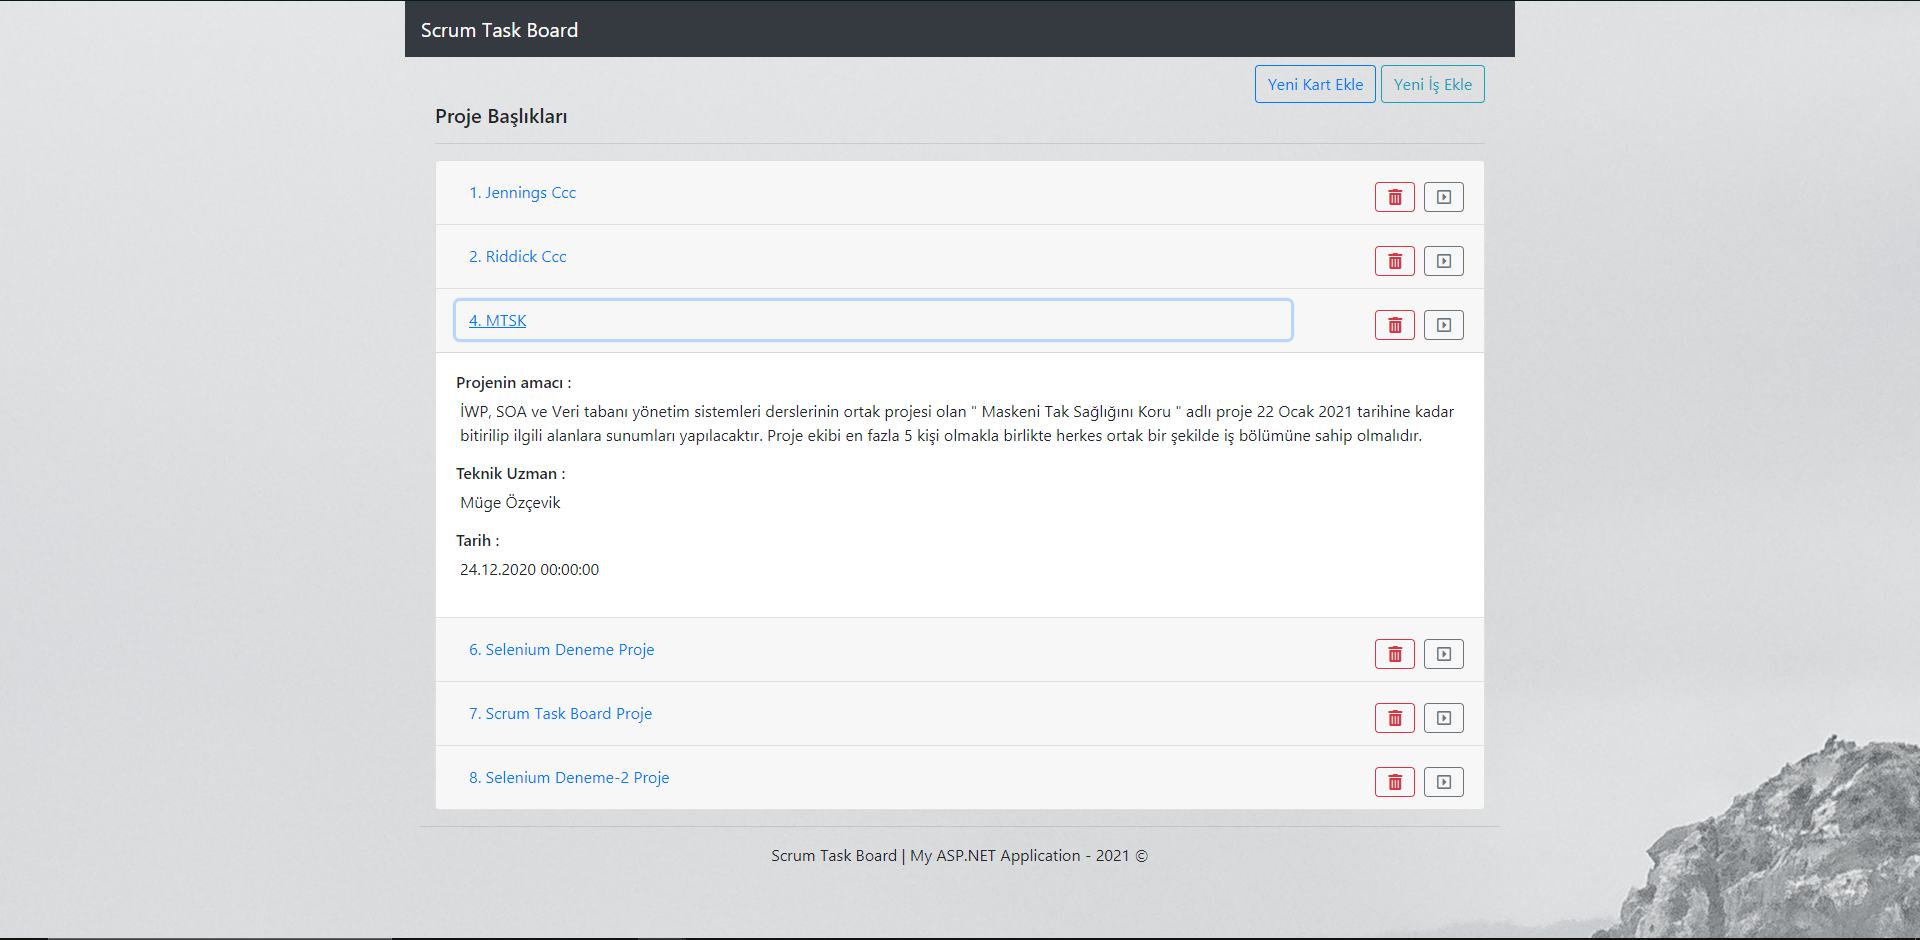 Scrum Task Board
Yeni Kart Ekle Yeni İş Ekle
Proje Başlıkları
1. Jennings Ccc
2. Riddick Ccc
4. MTSK
Projenin amacı :
İWP, SOA ve Veri tabanı yönetim sistemleri derslerinin ortak projesi olan " Maskeni Tak Sağlığını Koru " adlı proje 22 Ocak 2021 tarihine kadar
bitirilip ilgili alanlara sunumları yapılacaktır. Proje ekibi en fazla 5 kişi olmakla birlikte herkes ortak bir şekilde iş bölümüne sahip olmalıdır.
Teknik Uzman :
Müge Özçevik
Tarih :
24.12.2020 00:00:00
6. Selenium Deneme Proje
7. Scrum Task Board Proje
8. Selenium Deneme-2 Proje
Scrum Task Board | My ASP.NET Application - 2021 ©